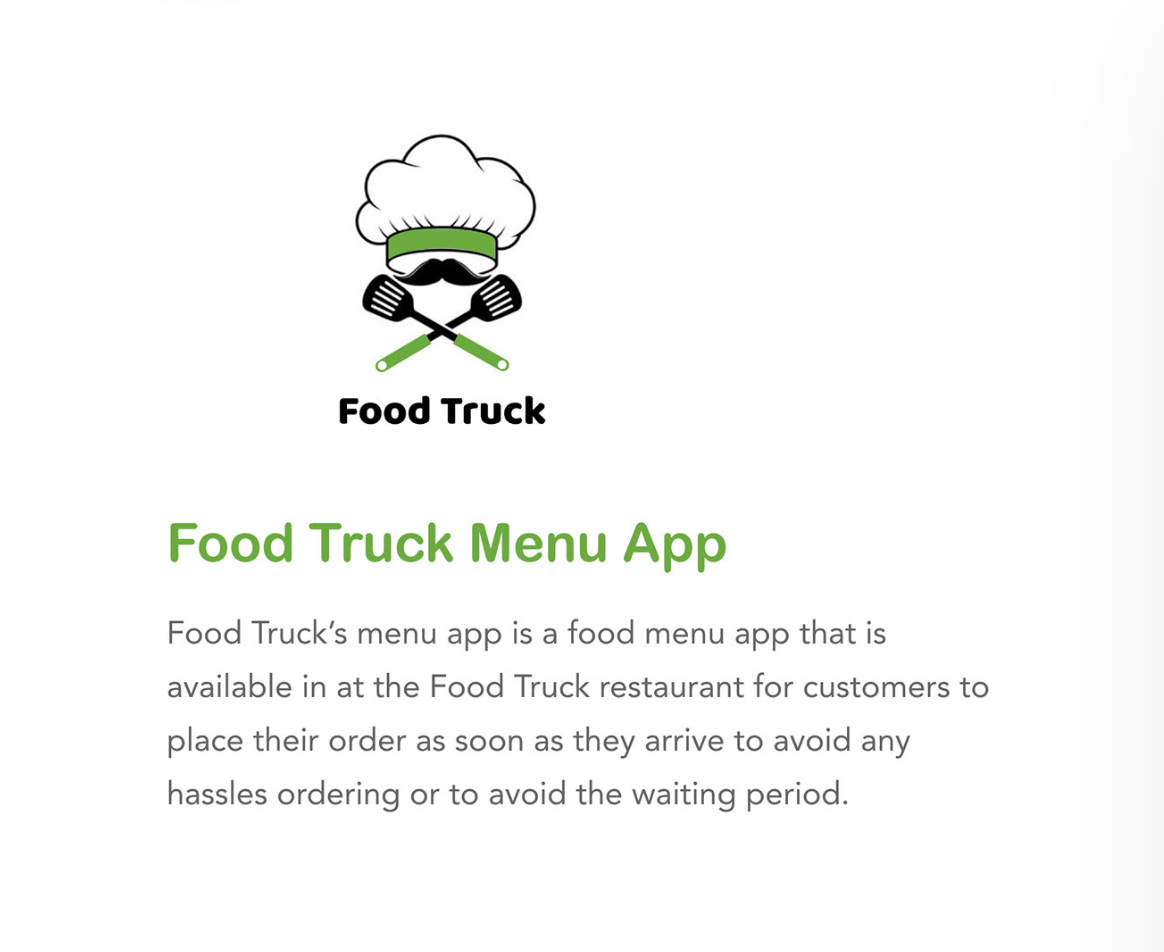 Food Truck
Food Truck Menu App
Food Truck’s menu app is a food menu app that is
available in at the Food Truck restaurant for customers to
place their order as soon as they arrive to avoid any
hassles ordering or to avoid the waiting period.